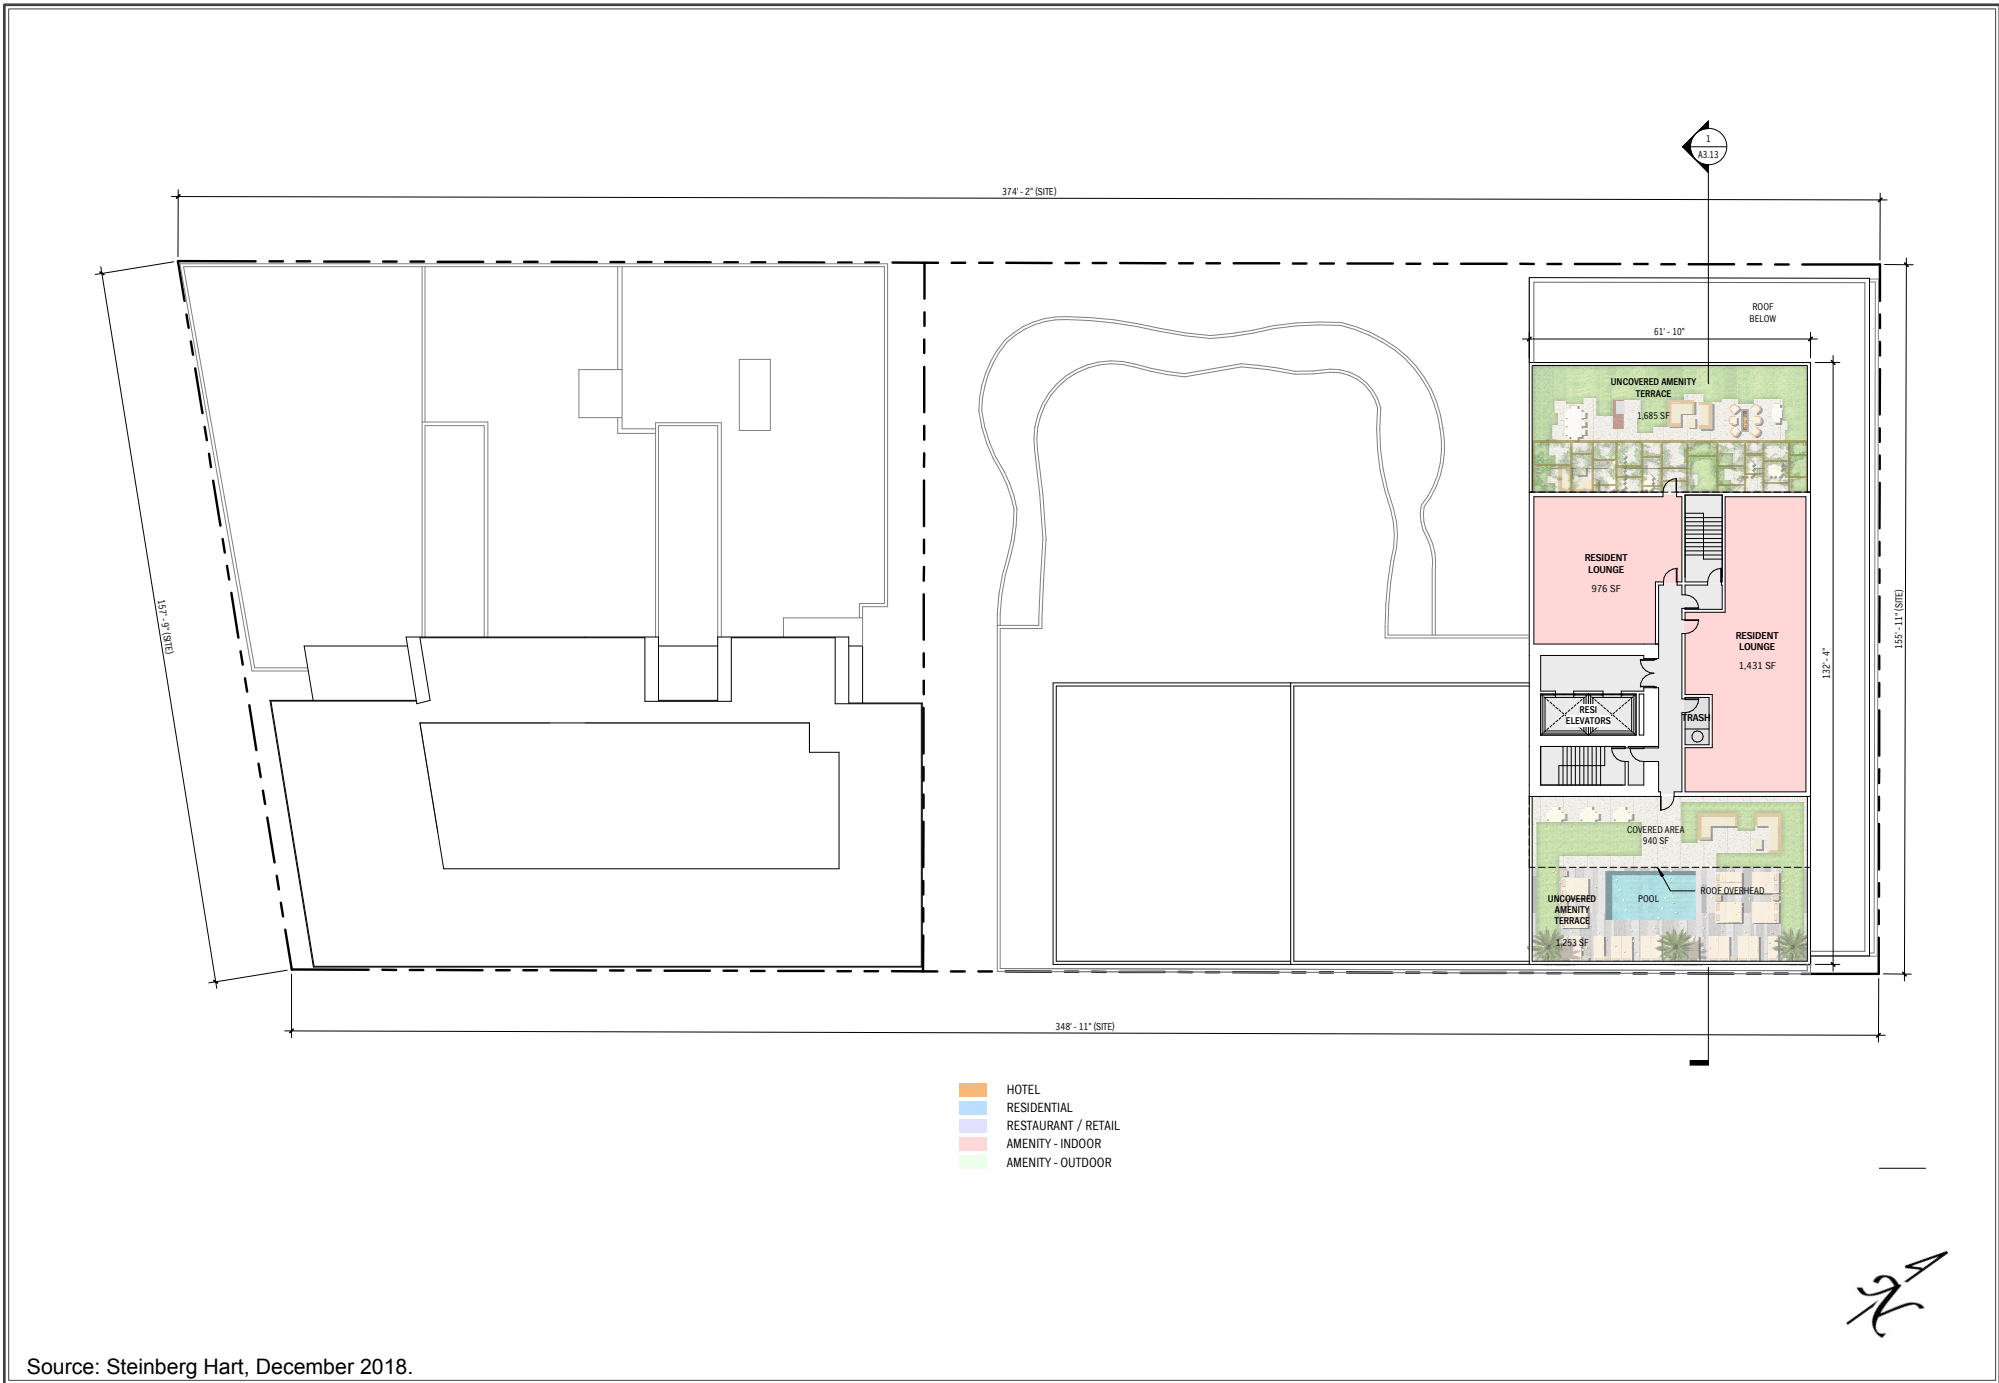 1
A3.13
374' - 2" (SITE)
ROOF
BELOW
61' - 10"
UNCOVERED AMENITY
TERRACE
1,685 SF
157' - 9" (SITE)
RESIDENT
LOUNGE
976 SF
155' - 11" (SITE)
RESIDENT
LOUNGE
1,431 SF
132' - 4"
RESI
ELEVATORS
TRASH
COVERED AREA
940 SF
ROOF OVERHEAD
POOL
UNCOVERED
AMENITY
TERRACE
1,253 SF
348' - 11" (SITE)
HOTEL
RESIDENTIAL
RESTAURANT / RETAIL
AMENITY - INDOOR
AMENITY - OUTDOOR
Source: Steinberg Hart, December 2018.